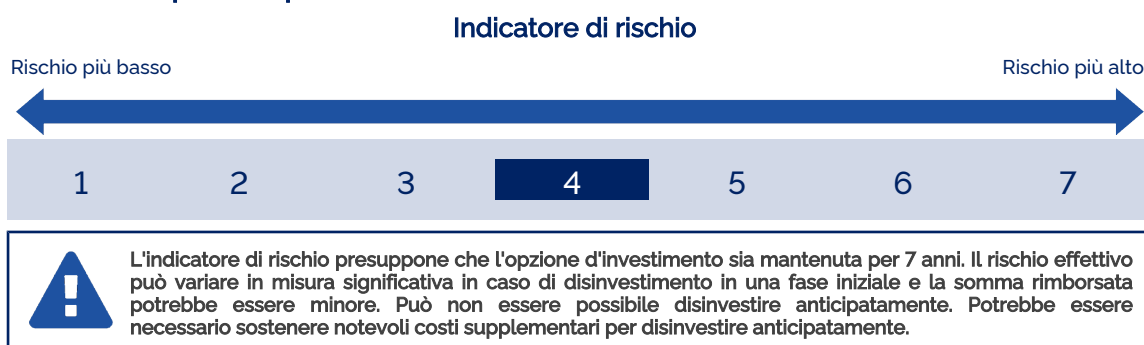 Indicatore di rischio
Rischio più basso
Rischio più alto
1 2 3 4 5 6 7
L'indicatore di rischio presuppone che l'opzione d'investimento sia mantenuta per 7 anni. Il rischio effettivo
può variare in misura significativa in caso di disinvestimento in una fase iniziale e la somma rimborsata
potrebbe essere minore. Può non essere possibile disinvestire anticipatamente. Potrebbe essere
necessario sostenere notevoli costi supplementari per disinvestire anticipatamente.